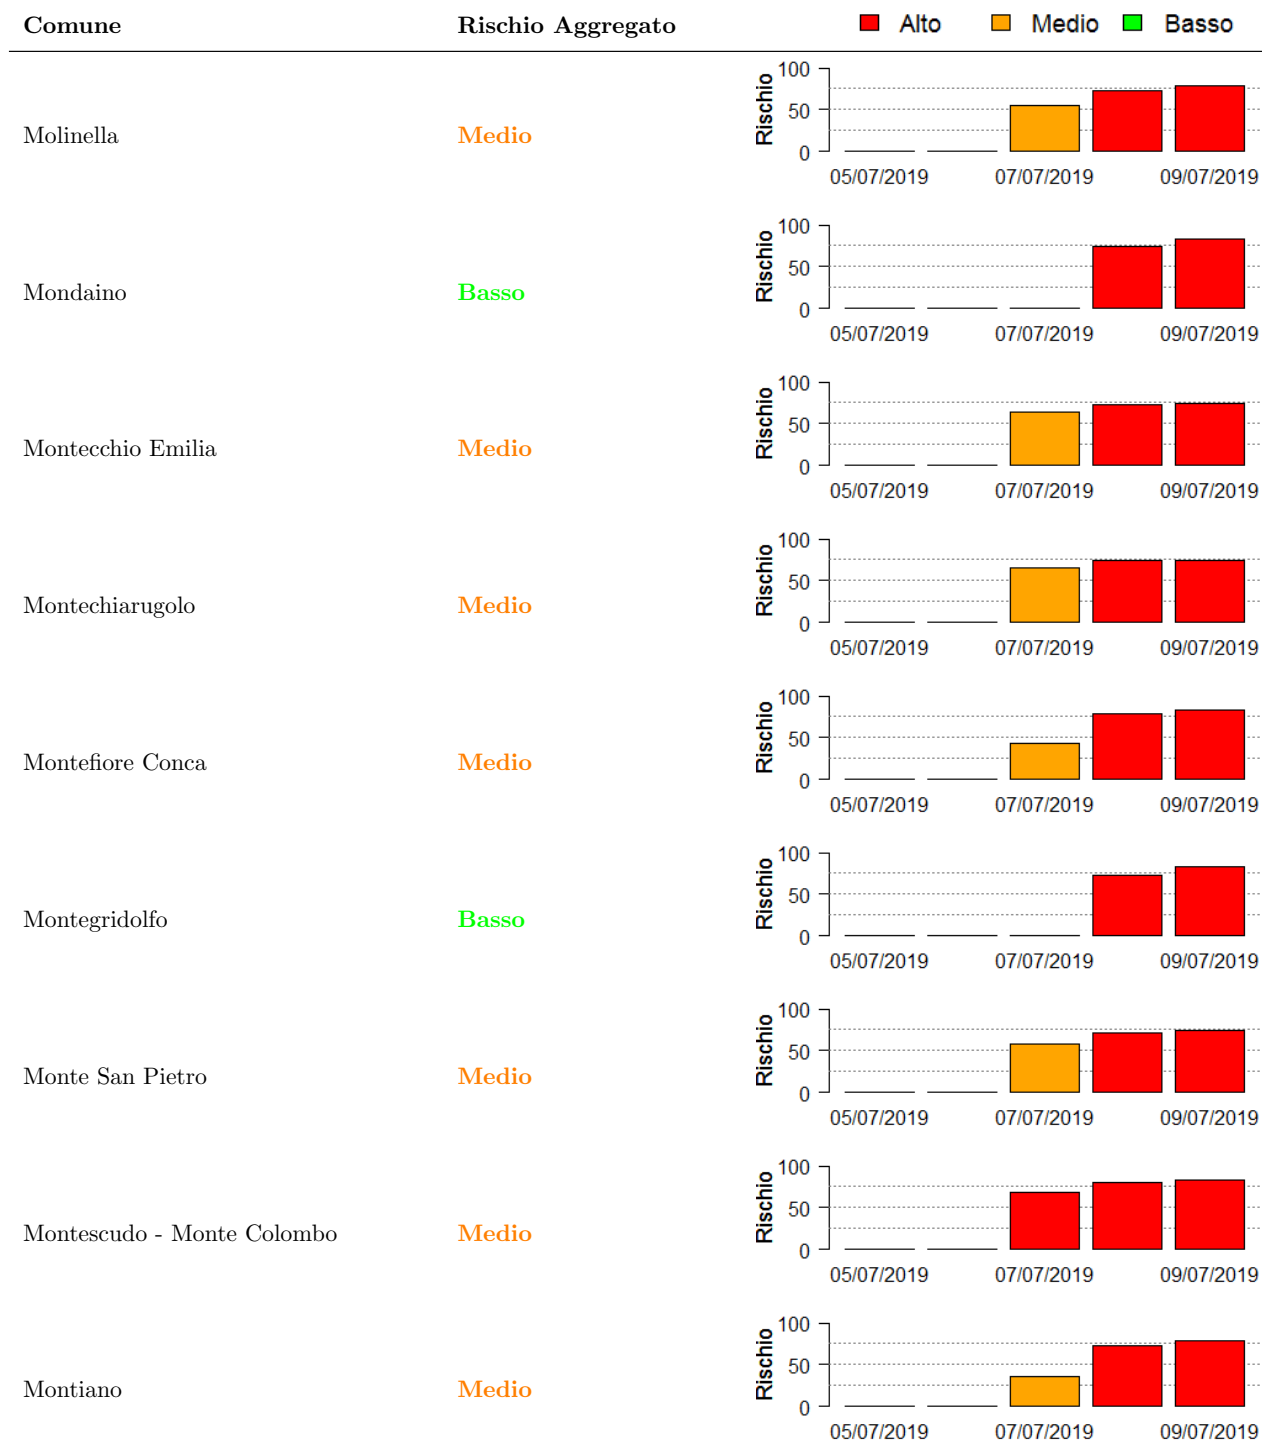 Comune Rischio Aggregato Alto Medio Basso
Molinella Medio Rischio 100 50 0
05/07/2019 07/07/2019 09/07/2019
Mondaino Basso Rischio 100 50 0
05/07/2019 07/07/2019 09/07/2019
Montecchio Emilia Medio Rischio 100 50 0
05/07/2019 07/07/2019 09/07/2019
Montechiarugolo Medio Rischio 100 50 0
05/07/2019 07/07/2019 09/07/2019
Montefiore Conca Medio Rischio 100 50 0
05/07/2019 07/07/2019 09/07/2019
Montegridolfo Basso Rischio 100 50 0
05/07/2019 07/07/2019 09/07/2019
Monte San Pietro Medio Rischio 100 50 0
05/07/2019 07/07/2019 09/07/2019
Montescudo - Monte Colombo Medio Rischio 100 50 0
05/07/2019 07/07/2019 09/07/2019
Montiano Medio Rischio 100 50 0
05/07/2019 07/07/2019 09/07/2019